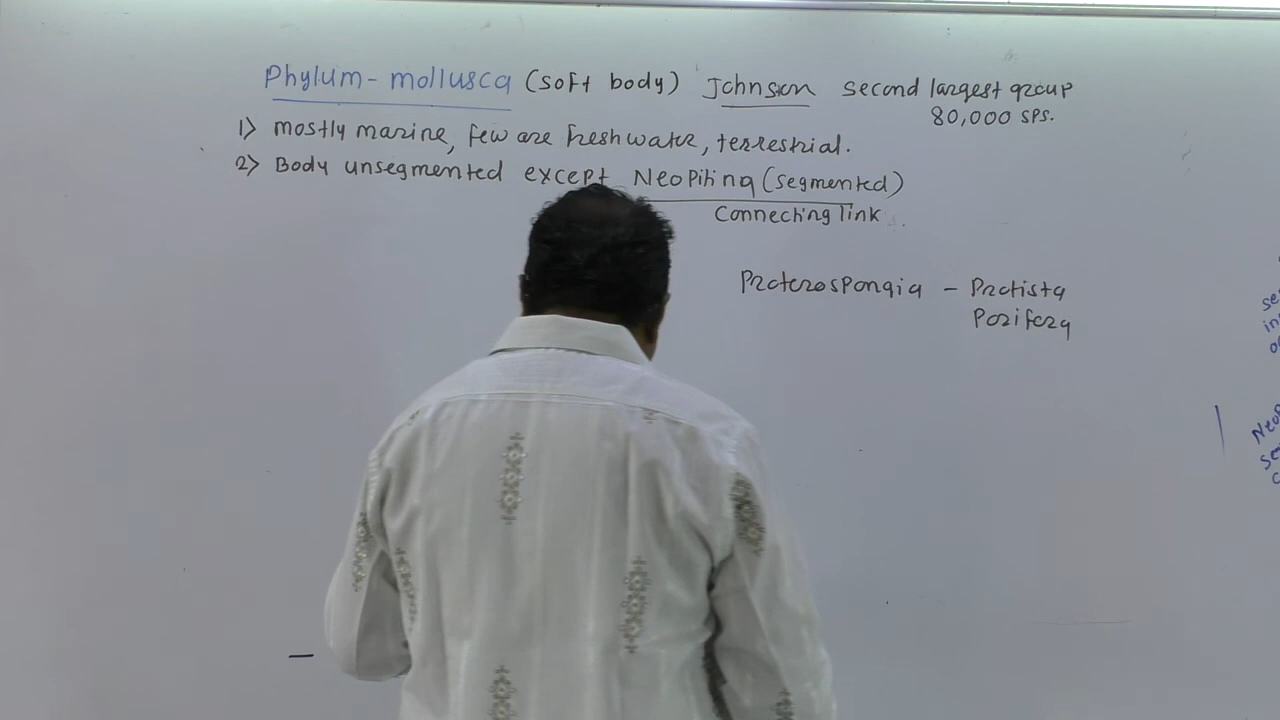 Phylum - mollusca (soft body) Johnson second largest group
80,000 sps.
1) mostly marine, few are freshwater, terrestrial.
2) Body unsegmented except Neopilina (segmented)
Connecting link
Proterospongia - Protista
Porifera